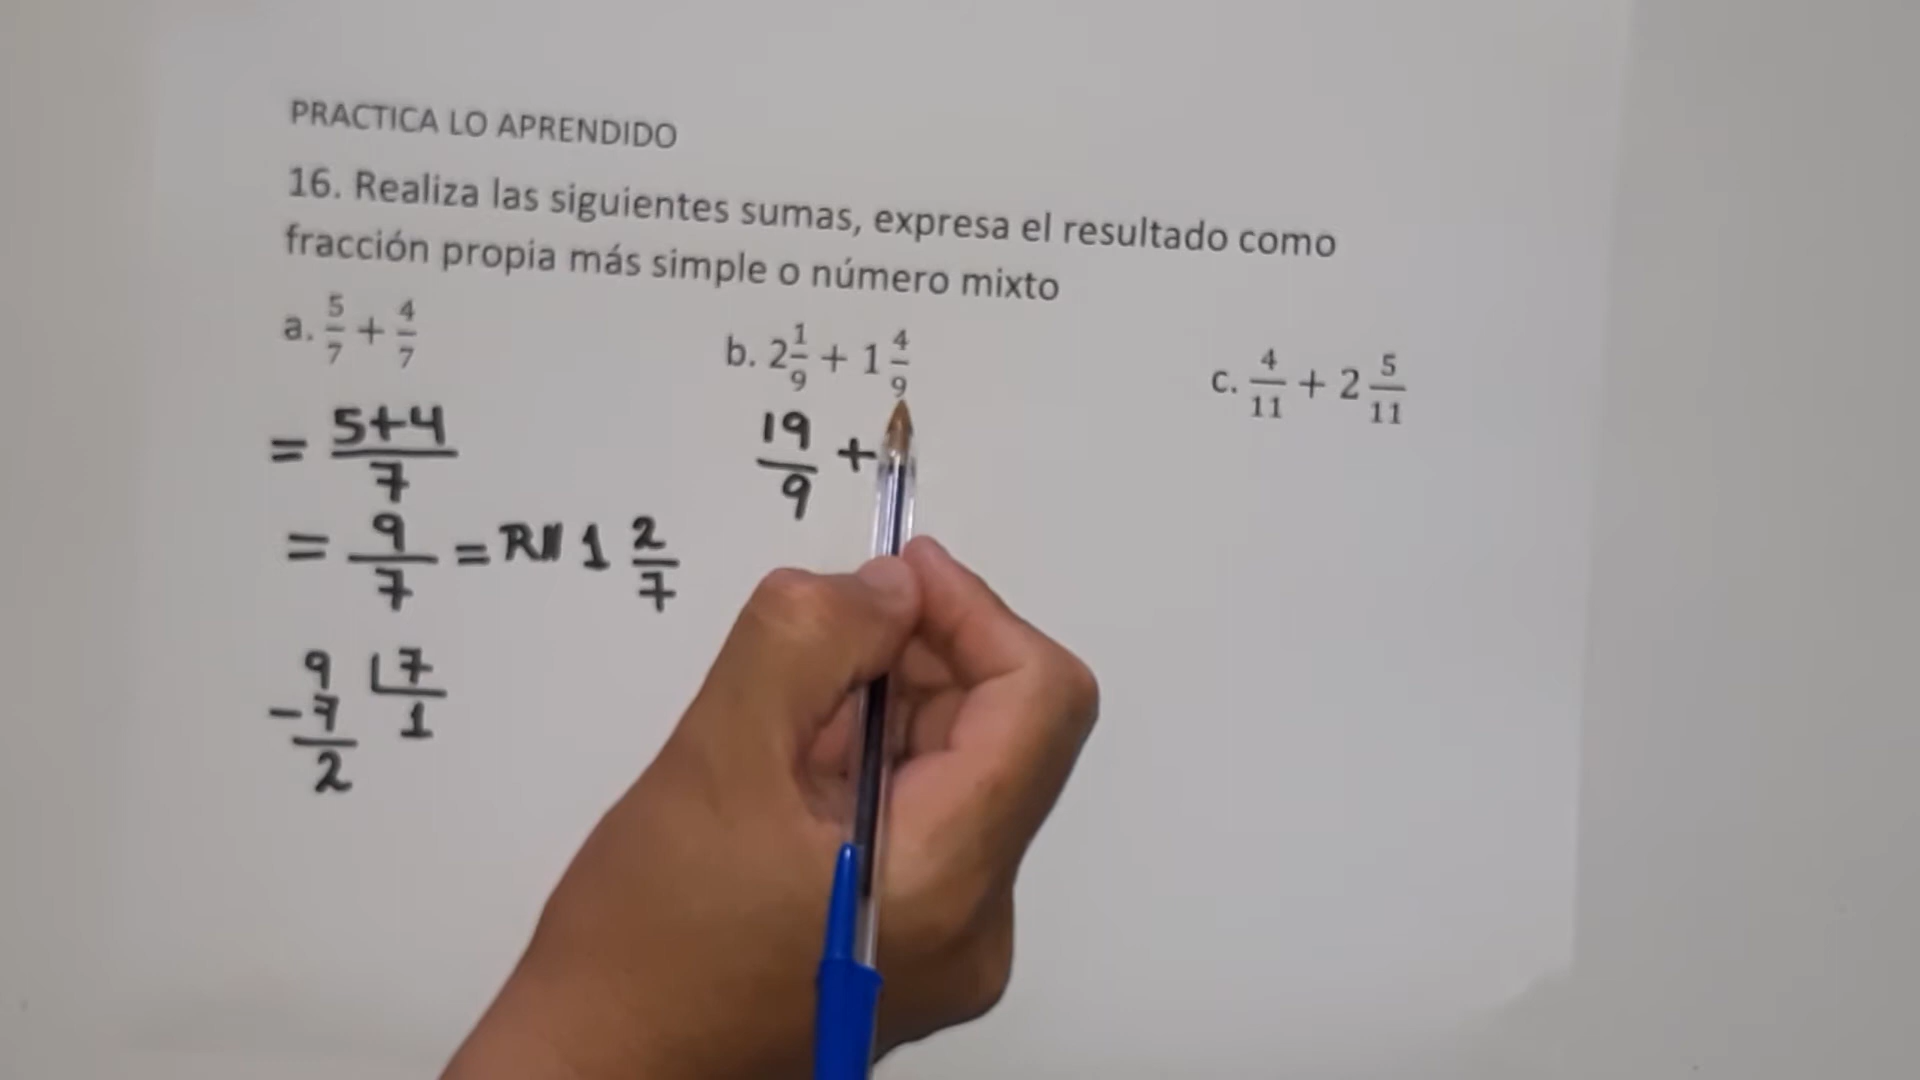 PRACTICA LO APRENDIDO
16. Realiza las siguientes sumas, expresa el resultado como
fracción propia más simple o número mixto
a. 5/7 + 4/7
= 5+4/7
= 9/7 = R// 1 2/7
9 | 7
- 7 1
2
b. 2 1/9 + 1 4/9
19/9 +
c. 4/11 + 2 5/11